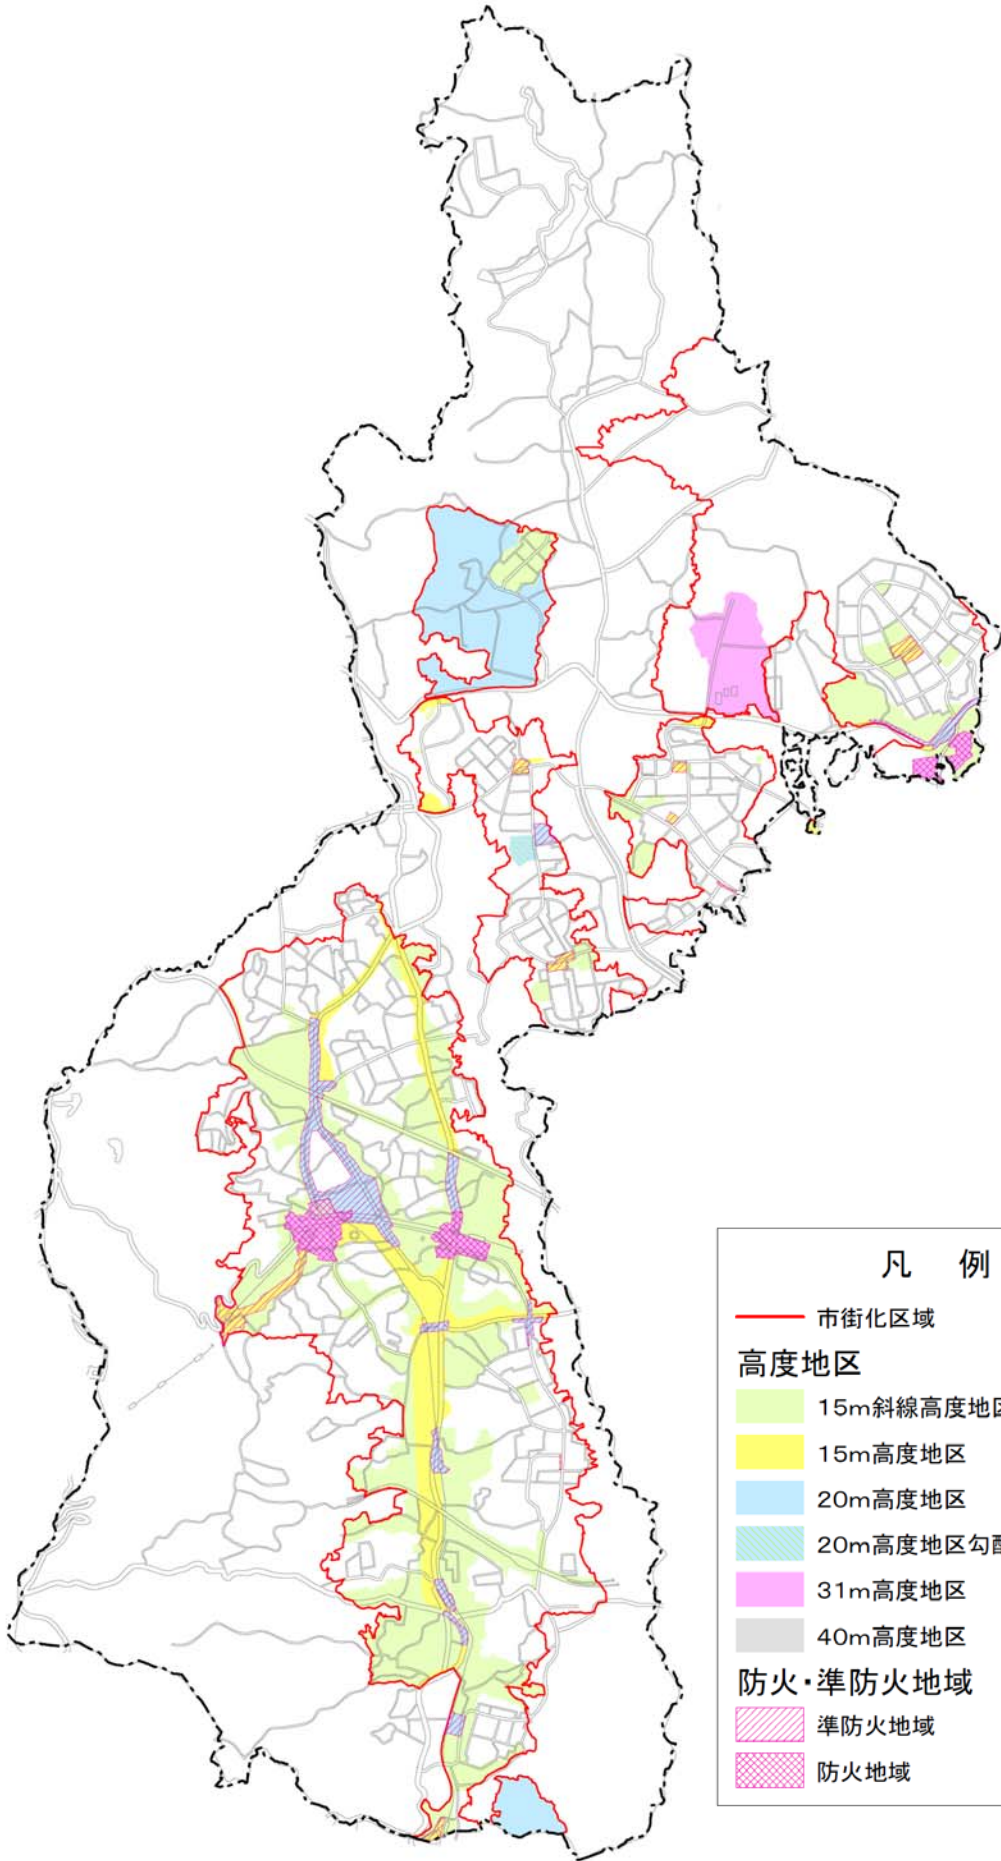 凡 例
市街化区域
高度地区
15m斜線高度地区
15m高度地区
20m高度地区
20m高度地区勾配
31m高度地区
40m高度地区
防火・準防火地域
準防火地域
防火地域